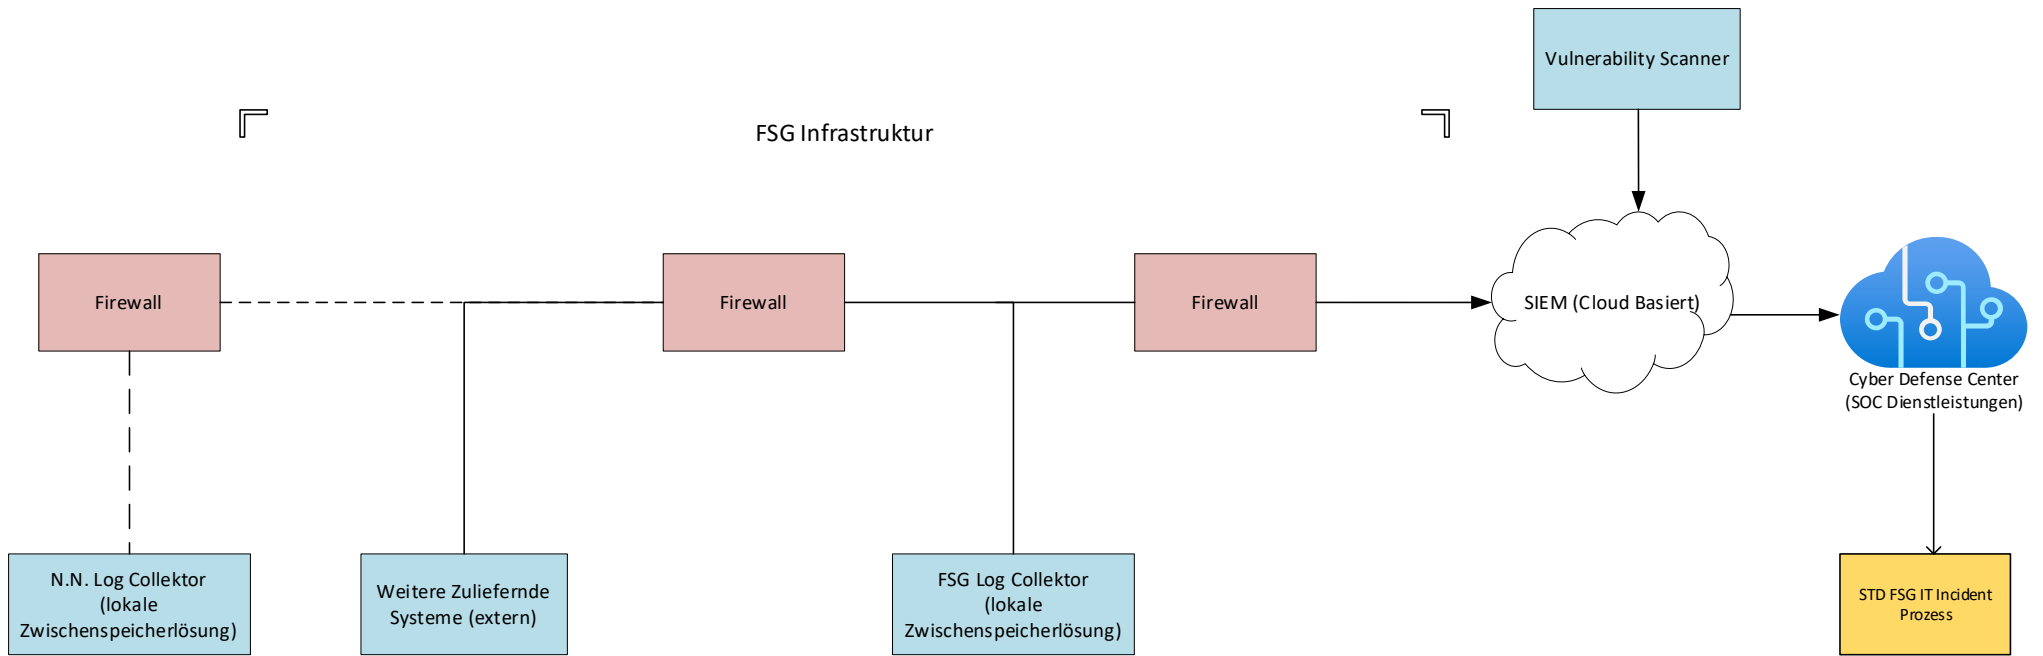 Vulnerability Scanner
FSG Infrastruktur
Firewall
Firewall
Firewall
SIEM (Cloud Basiert)
Cyber Defense Center
(SOC Dienstleistungen)
N.N. Log Collektor
(lokale
Zwischenspeicherlösung)
Weitere Zuliefernde
Systeme (extern)
FSG Log Collektor
(lokale
Zwischenspeicherlösung)
STD FSG IT Incident
Prozess